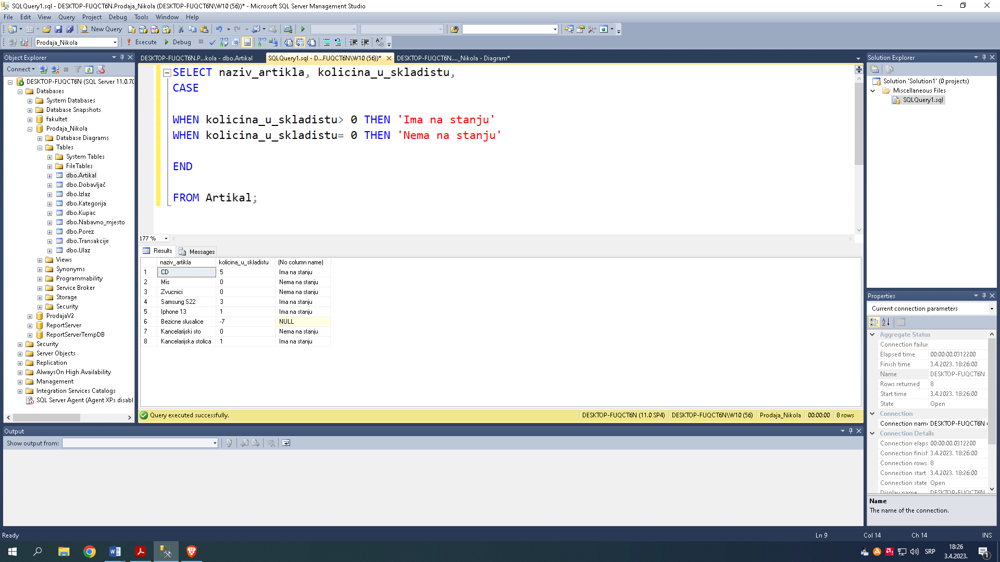 SQLQuery1.sql - DESKTOP-FUQCT6N.Prodaja_Nikola (DESKTOP-FUQCT6N\W10 (56))* - Microsoft SQL Server Management Studio
File Edit View Query Project Debug Tools Window Help
New Query
Prodaja_Nikola Execute Debug
Object Explorer
Connect
DESKTOP-FUQCT6N (SQL Server 11.0.70
Databases
System Databases
Database Snapshots
fakultet
Prodaja_Nikola
Database Diagrams
Tables
System Tables
FileTables
dbo.Artikal
dbo.Dobavljač
dbo.Izlaz
dbo.Kategorija
dbo.Kupac
dbo.Nabavno_mjesto
dbo.Porez
dbo.Transakcije
dbo.Ulaz
Views
Synonyms
Programmability
Service Broker
Storage
Security
ProdajaV2
ReportServer
ReportServerTempDB
Security
Server Objects
Replication
AlwaysOn High Availability
Management
Integration Services Catalogs
SQL Server Agent (Agent XPs disabl
DESKTOP-FUQCT6N.P...kola - dbo.Artikal SQLQuery1.sql - D...FUQCT6N\W10 (56))* DESKTOP-FUQCT6N...._Nikola - Diagram*
SELECT naziv_artikla, kolicina_u_skladistu,
CASE
WHEN kolicina_u_skladistu> 0 THEN 'Ima na stanju'
WHEN kolicina_u_skladistu= 0 THEN 'Nema na stanju'
END
FROM Artikal;
177 %
Results Messages
naziv_artikla kolicina_u_skladistu (No column name)
1 CD 5 Ima na stanju
2 Mis 0 Nema na stanju
3 Zvucnici 0 Nema na stanju
4 Samsung S22 3 Ima na stanju
5 Iphone 13 1 Ima na stanju
6 Bezicne slusalice -7 NULL
7 Kancelarijski sto 0 Nema na stanju
8 Kancelarijska stolica 1 Ima na stanju
Query executed successfully. DESKTOP-FUQCT6N (11.0 SP4) DESKTOP-FUQCT6N\W10 (56) Prodaja_Nikola 00:00:00 8 rows
Output
Show output from:
Solution Explorer
Solution 'Solution1' (0 projects)
Miscellaneous Files
SQLQuery1.sql
Properties
Current connection parameters
Aggregate Status
Connection failur
Elapsed time 00:00:00.0312200
Finish time 3.4.2023. 18:26:00
Name DESKTOP-FUQCT6N
Rows returned 8
Start time 3.4.2023. 18:26:00
State Open
Connection
Connection name DESKTOP-FUQCT6N
Connection Details
Connection elaps 00:00:00.0312200
Connection finish 3.4.2023. 18:26:00
Connection rows 8
Connection start 3.4.2023. 18:26:00
Connection state Open
Display name DESKTOP-FUQCT6N
Name
The name of the connection.
Ready Ln 9 Col 14 Ch 14 INS
SRP 18:26
3.4.2023. 1